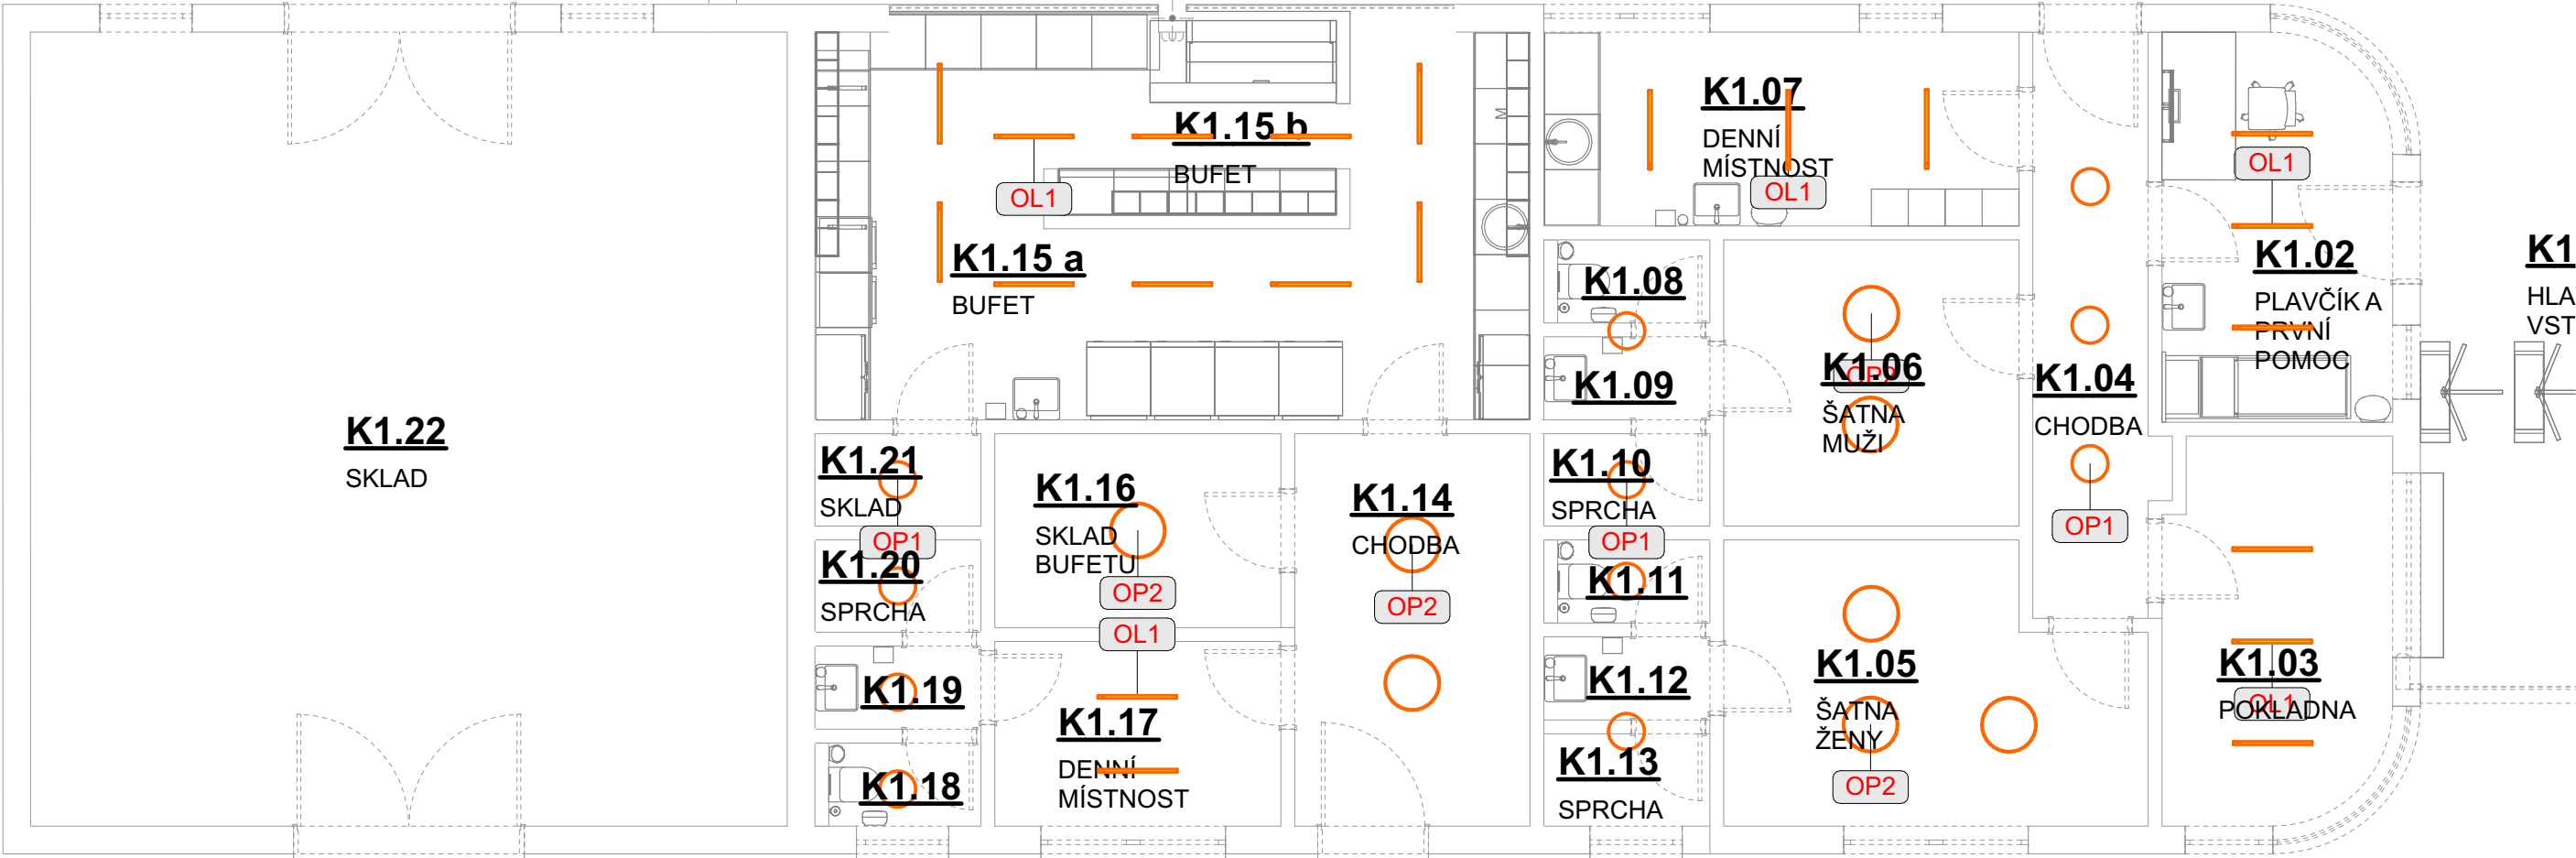 K1.22
SKLAD
K1.15 b
BUFET
OL1
K1.15 a
BUFET
M
K1.21
SKLAD
OP1
K1.20
SPRCHA
K1.19
K1.18
K1.16
SKLAD
BUFETU
OP2
OL1
K1.17
DENNÍ
MÍSTNOST
K1.14
CHODBA
OP2
K1.07
DENNÍ
MÍSTNOST
OL1
K1.08
K1.09
K1.10
SPRCHA
OP1
K1.11
K1.12
K1.13
SPRCHA
K1.06
OP2
ŠATNA
MUŽI
K1.05
ŠATNA
ŽENY
OP2
K1.04
CHODBA
OP1
OL1
K1.02
PLAVČÍK A
PRVNÍ
POMOC
K1.03
OL1
POKLADNA
K1
HLA
VST